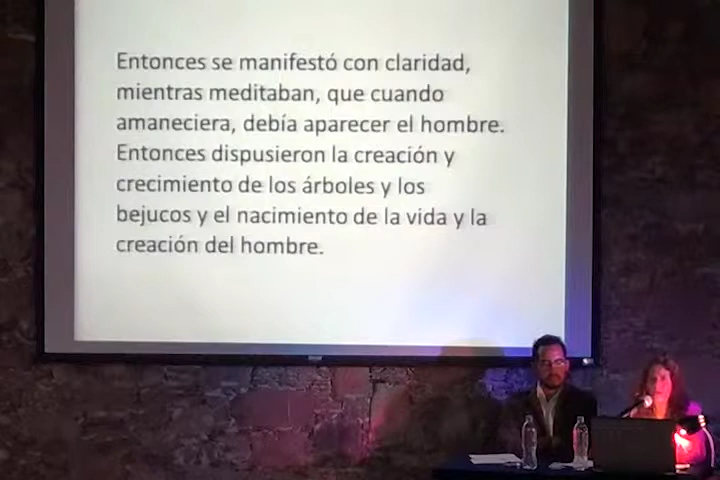 Entonces se manifestó con claridad,
mientras meditaban, que cuando
amaneciera, debía aparecer el hombre.
Entonces dispusieron la creación y
crecimiento de los árboles y los
bejucos y el nacimiento de la vida y la
creación del hombre.